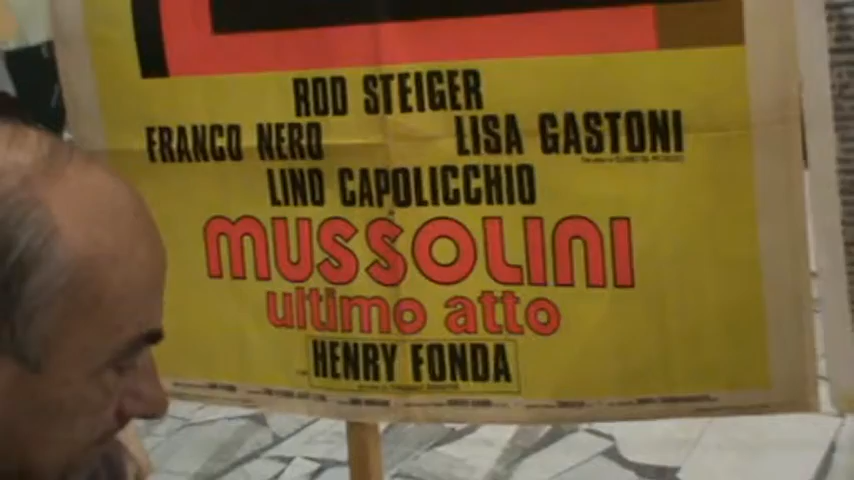 ROD STEIGER
FRANCO NERO LISA GASTONI
LINO CAPOLICCHIO
MUSSOLINI
ultimo atto
HENRY FONDA